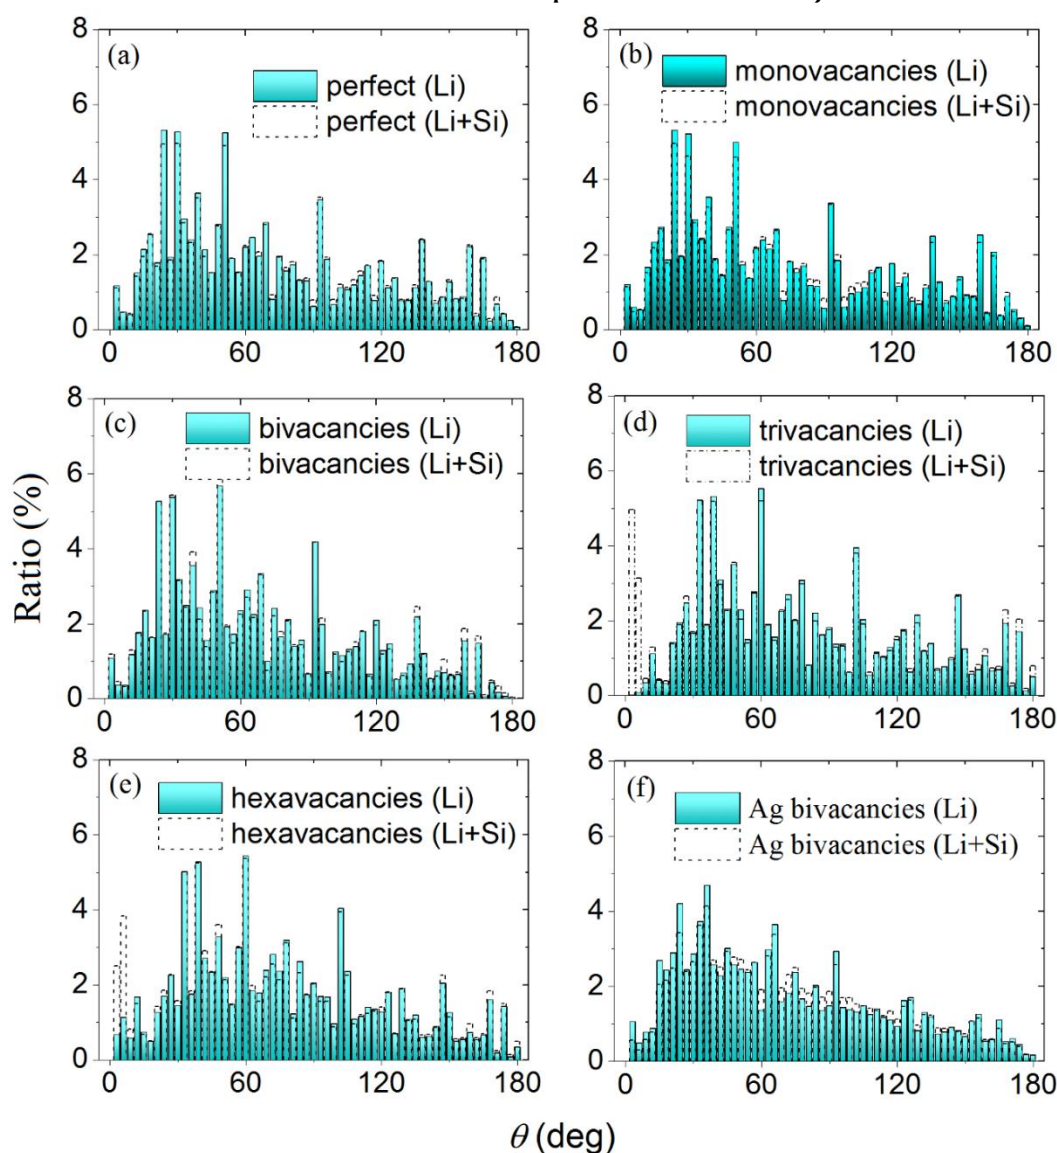 8
6
4
2
0
(a)
perfect (Li)
perfect (Li+Si)
0 60 120 180
8
6
4
2
0
(b)
monovacancies (Li)
monovacancies (Li+Si)
0 60 120 180
8
6
4
2
0
(c)
bivacancies (Li)
bivacancies (Li+Si)
0 60 120 180
8
6
4
2
0
(d)
trivacancies (Li)
trivacancies (Li+Si)
0 60 120 180
Ratio (%)
8
6
4
2
0
(e)
hexavacancies (Li)
hexavacancies (Li+Si)
0 60 120 180
8
6
4
2
0
(f)
Ag bivacancies (Li)
Ag bivacancies (Li+Si)
0 60 120 180
θ (deg)